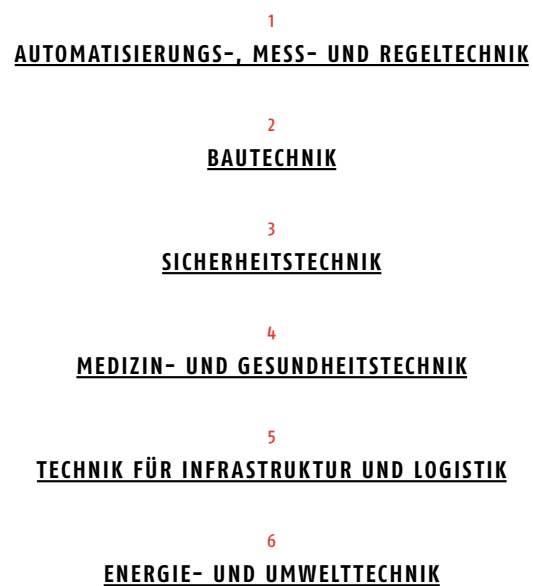 1
AUTOMATISIERUNGS-, MESS- UND REGELTECHNIK
2
BAUTECHNIK
3
SICHERHEITSTECHNIK
4
MEDIZIN- UND GESUNDHEITSTECHNIK
5
TECHNIK FÜR INFRASTRUKTUR UND LOGISTIK
6
ENERGIE- UND UMWELTTECHNIK